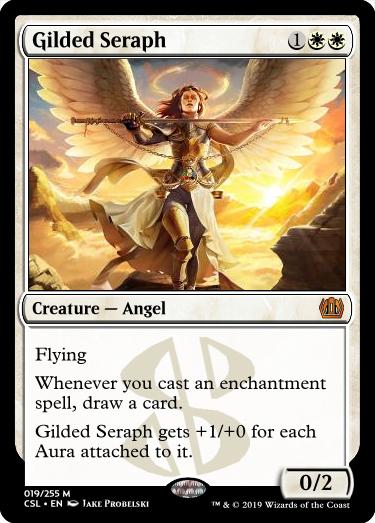 Gilded Seraph 1
Creature — Angel
Flying
Whenever you cast an enchantment
spell, draw a card.
Gilded Seraph gets +1/+0 for each
Aura attached to it.
0/2
019/255 M
CSL • EN Jake Probelski
™ & © 2019 Wizards of the Coast